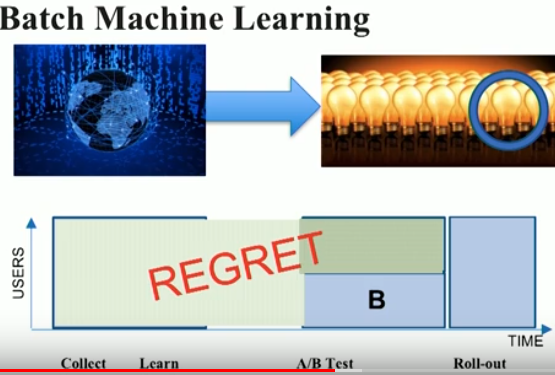 Batch Machine Learning
REGRET
USERS
B
TIME
Collect Learn A/B Test Roll-out